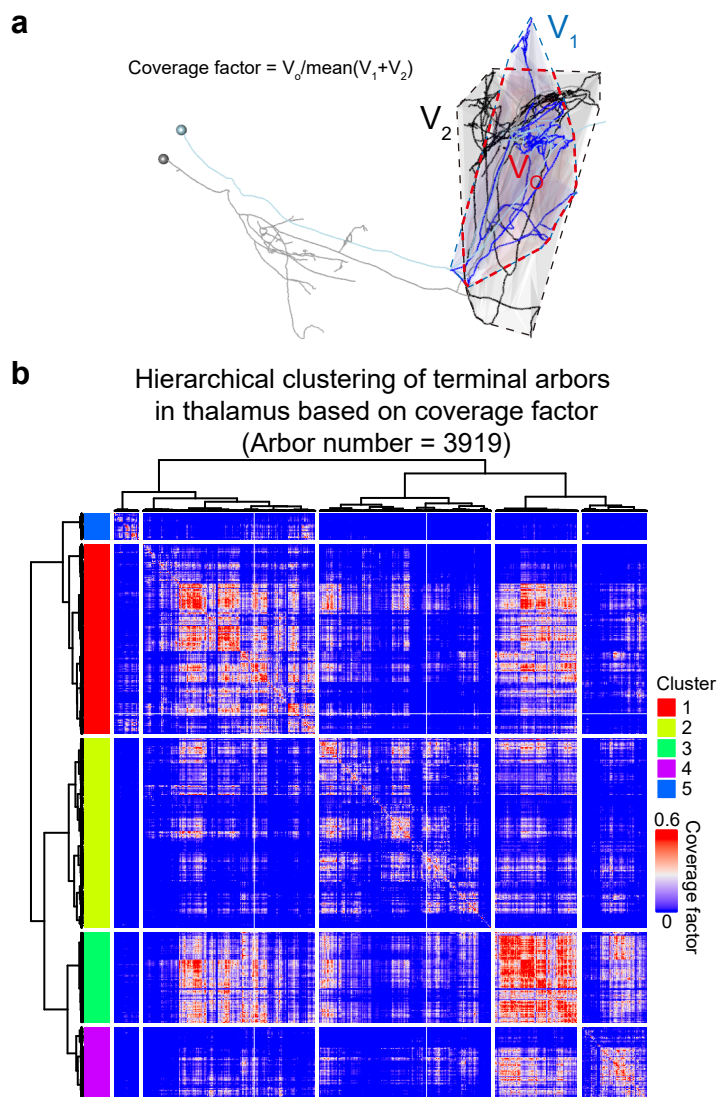 a
V₁
Coverage factor = Vₒ/mean(V₁+V₂)
V₂
V_O
b
Hierarchical clustering of terminal arbors
in thalamus based on coverage factor
(Arbor number = 3919)
Cluster
1
2
3
4
5
0.6
Coverage factor
0